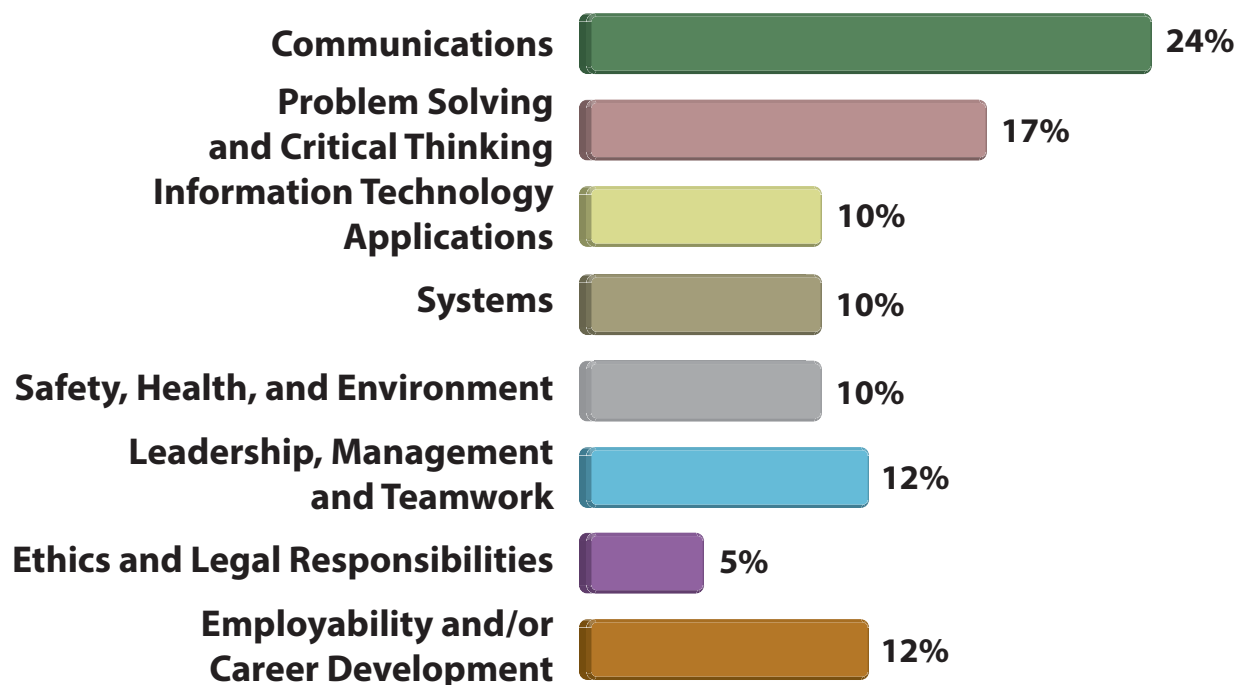 Communications
24%
Problem Solving
and Critical Thinking
17%
Information Technology
Applications
10%
Systems
10%
Safety, Health, and Environment
10%
Leadership, Management
and Teamwork
12%
Ethics and Legal Responsibilities
5%
Employability and/or
Career Development
12%